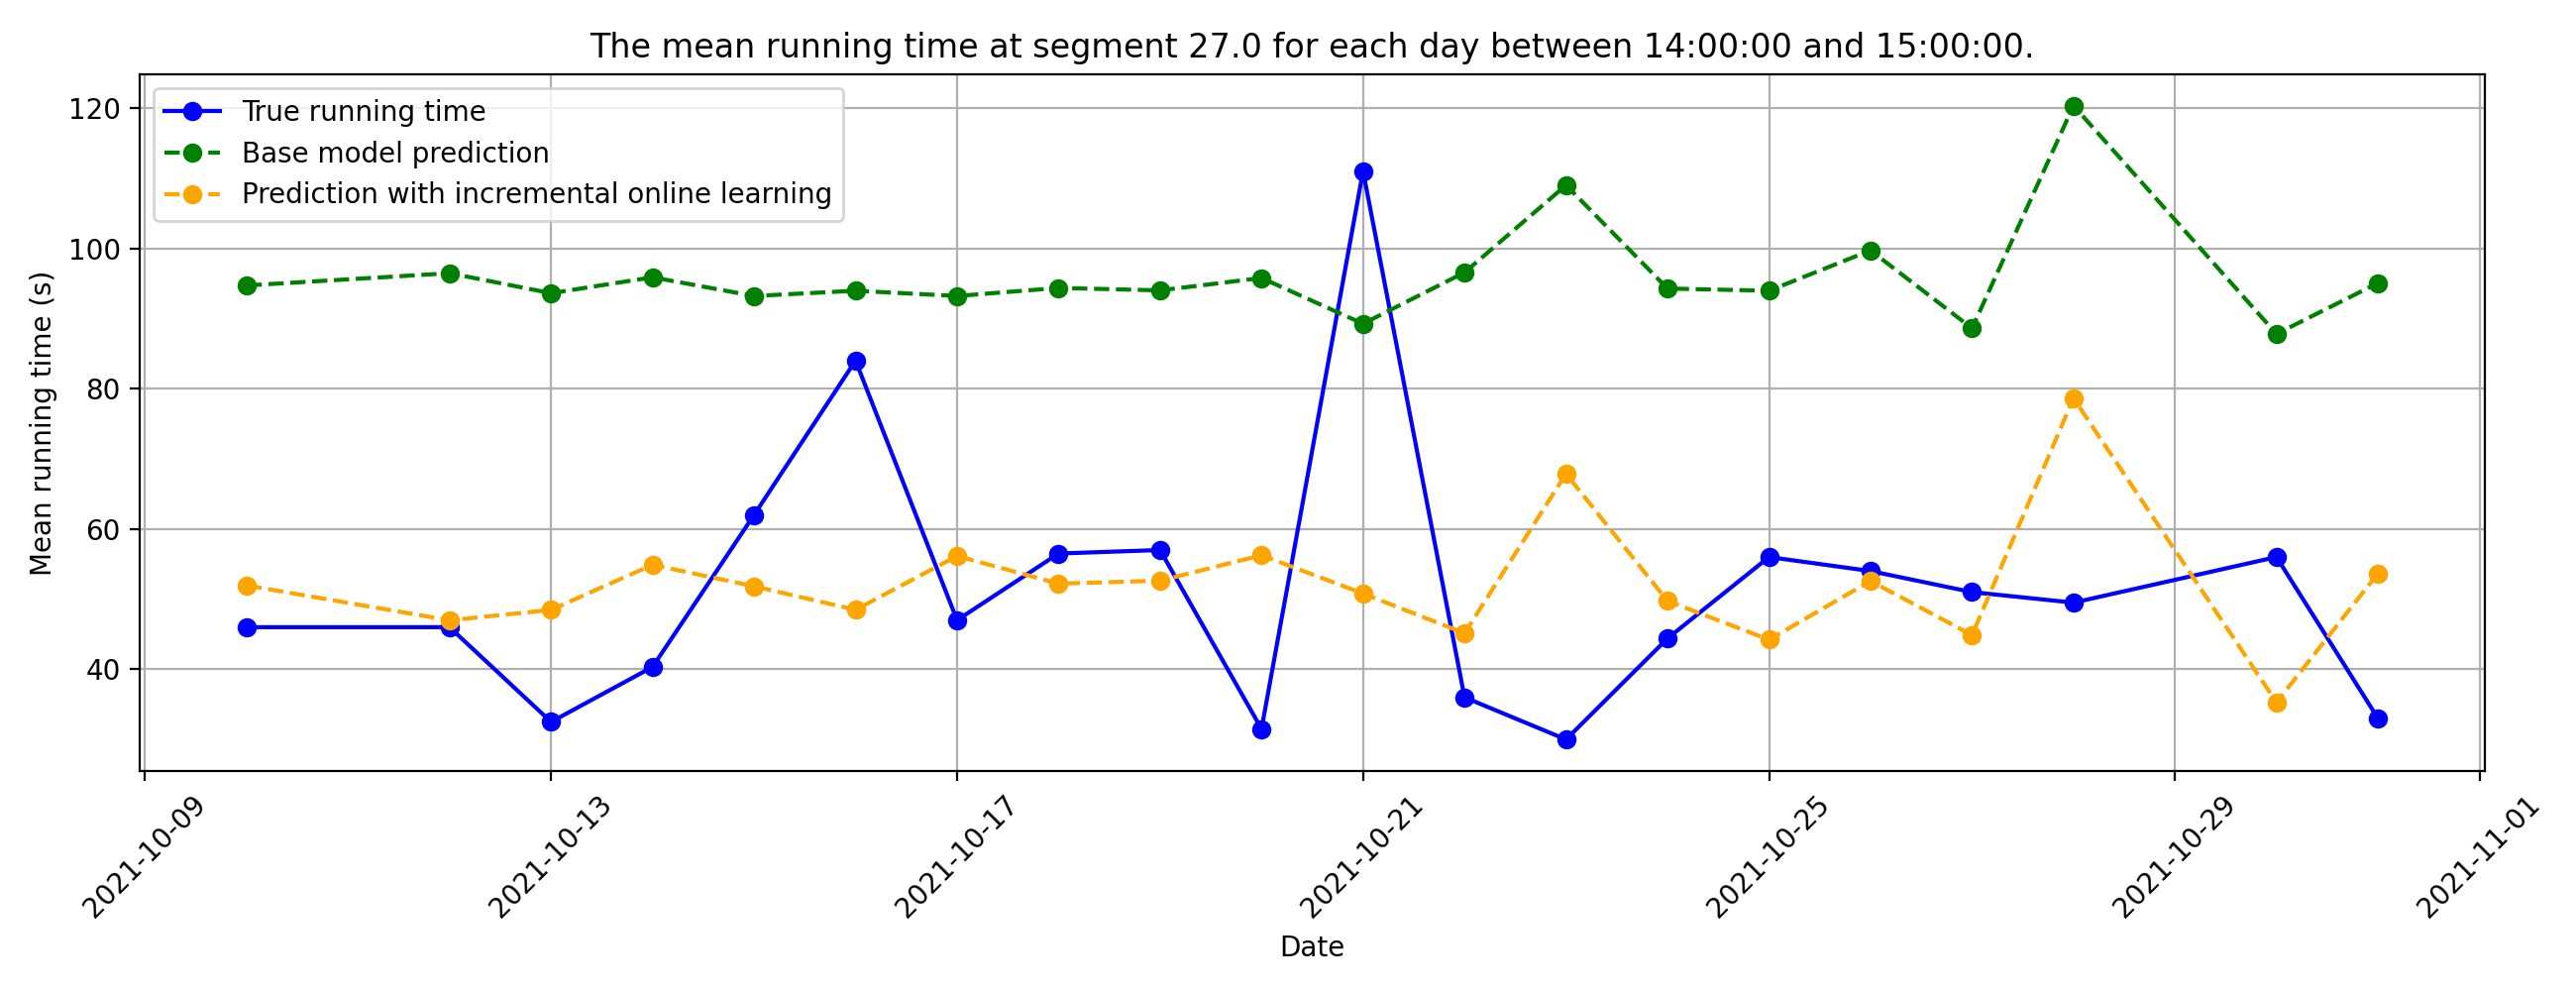 The mean running time at segment 27.0 for each day between 14:00:00 and 15:00:00.
True running time
Base model prediction
Prediction with incremental online learning
Mean running time (s)
120
100
80
60
40
2021-10-09
2021-10-13
2021-10-17
2021-10-21
2021-10-25
2021-10-29
2021-11-01
Date